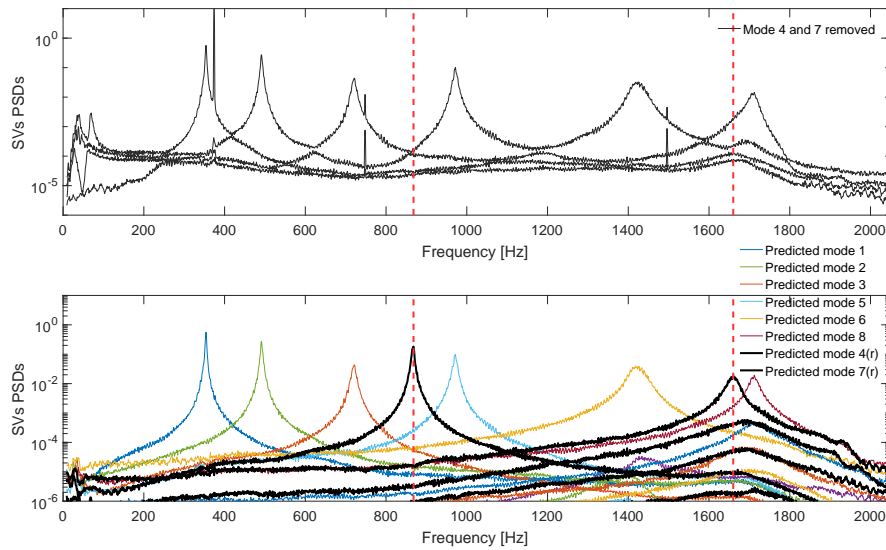 Mode 4 and 7 removed
SVs PSDs
10^0
10^-5
0 200 400 600 800 1000 1200 1400 1600 1800 2000
Frequency [Hz]
Predicted mode 1
Predicted mode 2
Predicted mode 3
Predicted mode 5
Predicted mode 6
Predicted mode 8
Predicted mode 4(r)
Predicted mode 7(r)
SVs PSDs
10^0
10^-2
10^-4
10^-6
0 200 400 600 800 1000 1200 1400 1600 1800 2000
Frequency [Hz]